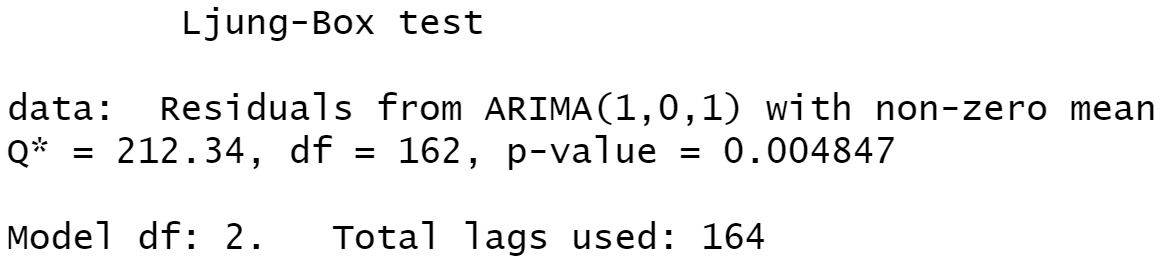 Ljung-Box test
data:  Residuals from ARIMA(1,0,1) with non-zero mean
Q* = 212.34, df = 162, p-value = 0.004847
Model df: 2.   Total lags used: 164